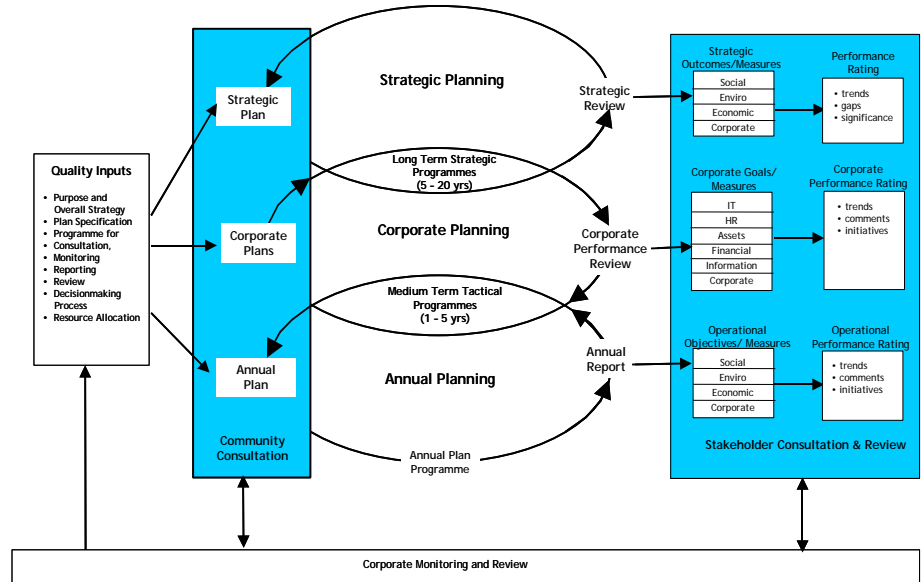 Quality Inputs
• Purpose and
Overall Strategy
• Plan Specification
• Programme for
• Consultation,
• Monitoring
• Reporting
• Review
• Decisionmaking
Process
• Resource Allocation
Strategic
Plan
Corporate
Plans
Annual
Plan
Community
Consultation
Strategic Planning
Long Term Strategic
Programmes
(5 - 20 yrs)
Corporate Planning
Medium Term Tactical
Programmes
(1 - 5 yrs)
Annual Planning
Annual Plan
Programme
Strategic
Review
Corporate
Performance
Review
Annual
Report
Strategic
Outcomes/Measures
Social
Enviro
Economic
Corporate
Performance
Rating
• trends
• gaps
• significance
Corporate Goals/
Measures
IT
HR
Assets
Financial
Information
Corporate
Corporate
Performance Rating
• trends
• comments
• initiatives
Operational
Objectives/ Measures
Social
Enviro
Economic
Corporate
Operational
Performance Rating
• trends
• comments
• initiatives
Stakeholder Consultation & Review
Corporate Monitoring and Review